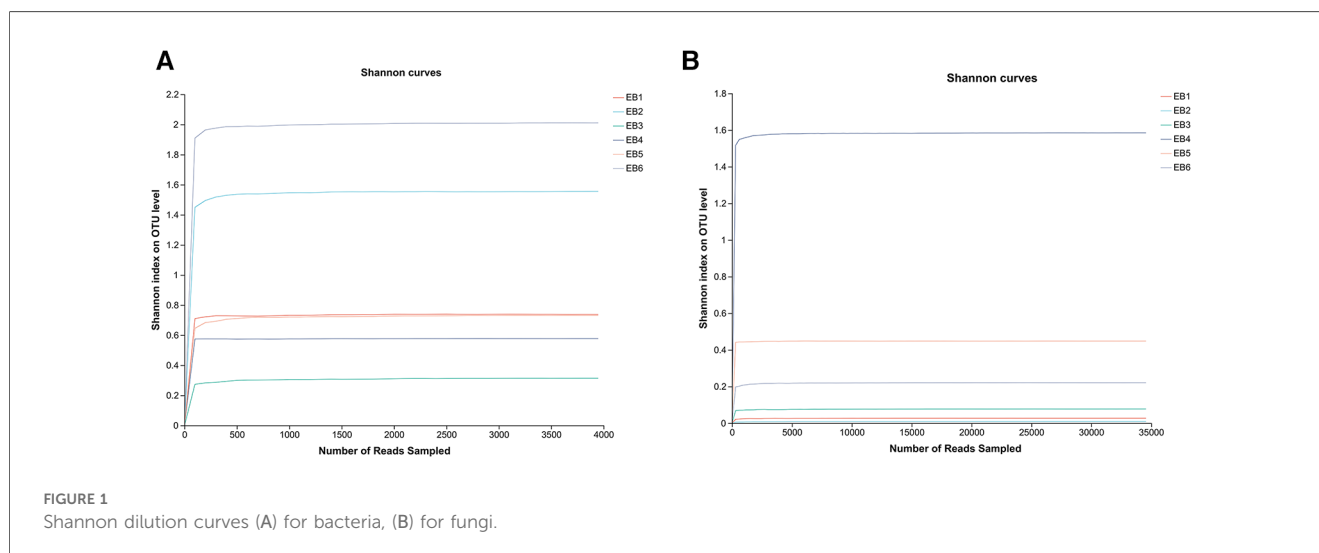 A
Shannon curves
Shannon index on OTU level
2.2
2
1.8
1.6
1.4
1.2
1
0.8
0.6
0.4
0.2
0
0
500
1000
1500
2000
2500
3000
3500
4000
Number of Reads Sampled
EB1
EB2
EB3
EB4
EB5
EB6
B
Shannon curves
Shannon index on OTU level
1.8
1.6
1.4
1.2
1
0.8
0.6
0.4
0.2
0
0
5000
10000
15000
20000
25000
30000
35000
Number of Reads Sampled
EB1
EB2
EB3
EB4
EB5
EB6
FIGURE 1
Shannon dilution curves (A) for bacteria, (B) for fungi.